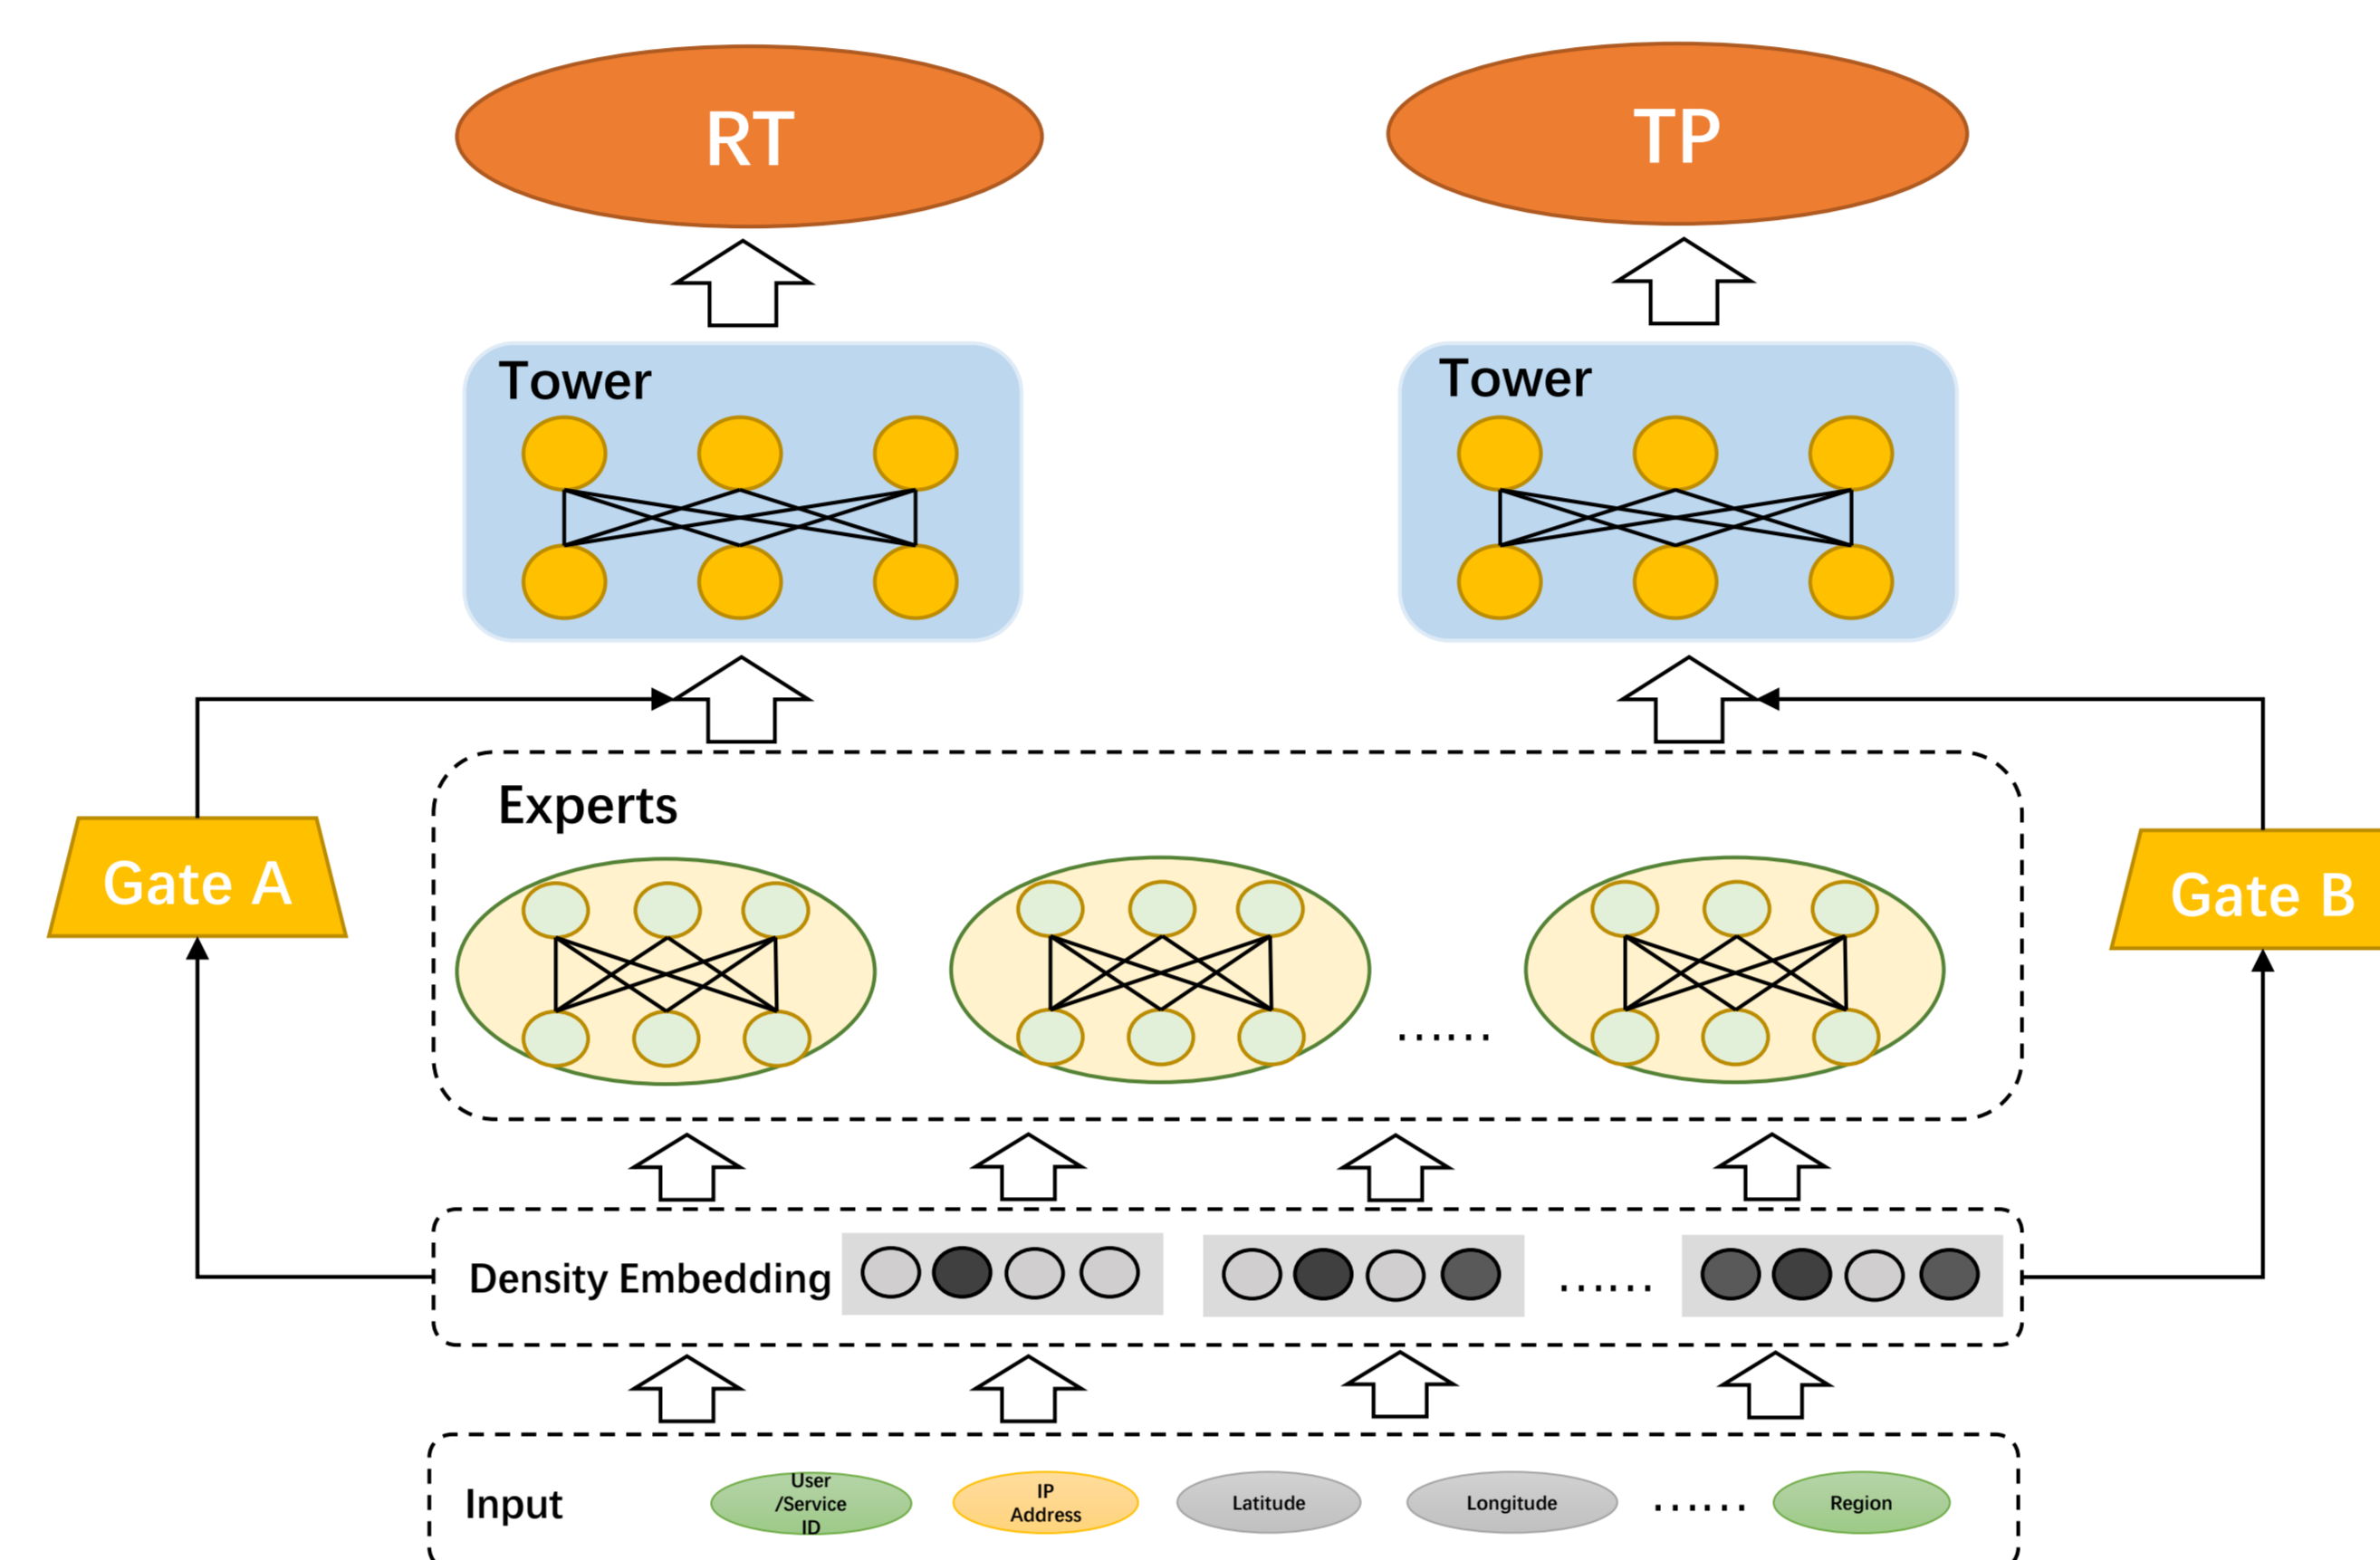 RT
TP
Tower
Tower
Experts
Gate A
Gate B
......
Density Embedding
......
Input
User
/Service
ID
IP
Address
Latitude
Longitude
......
Region